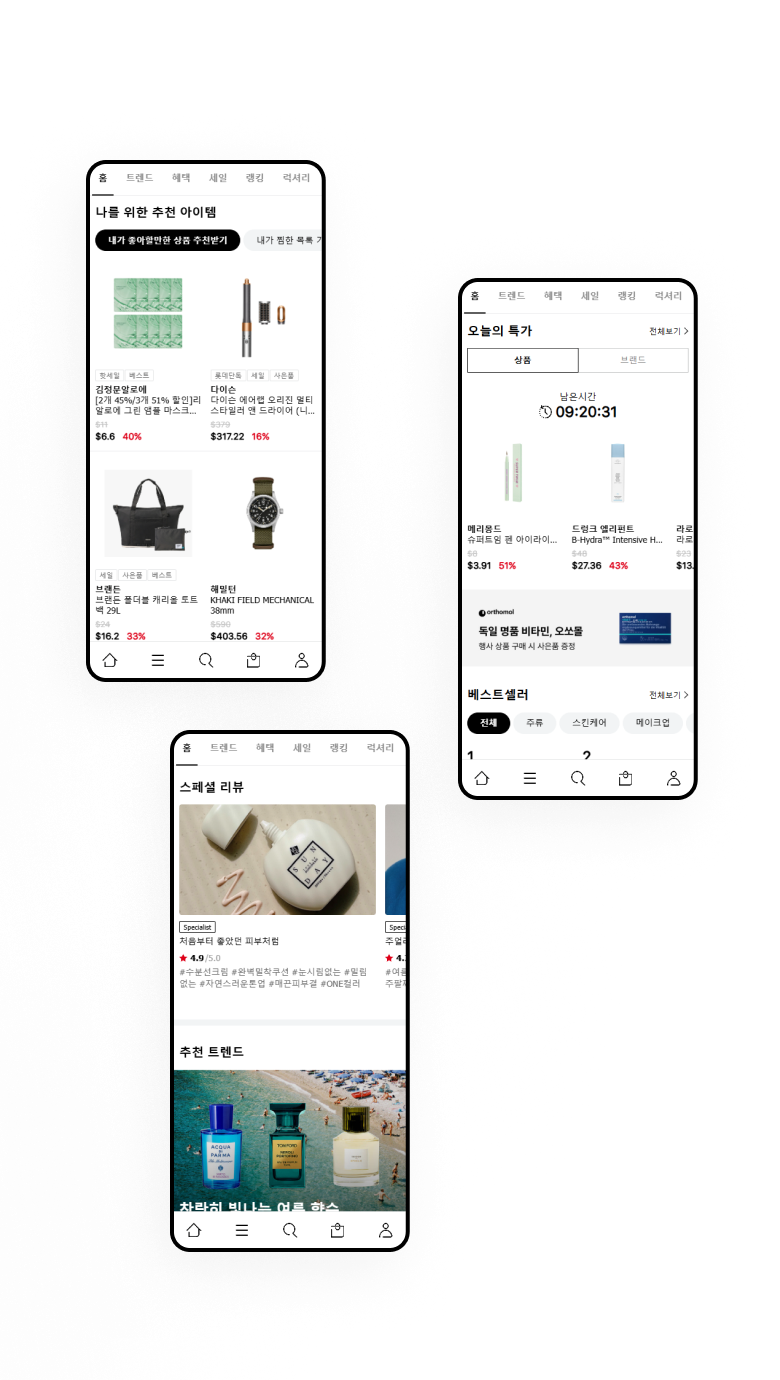 홈 트렌드 혜택 세일 랭킹 럭셔리
나를 위한 추천 아이템
내가 좋아할만한 상품 추천받기 내가 찜한 목록
핫세일 베스트
김정문알로에
[2개 45%/3개 51% 할인]리
알로에 그린 앰플 마스크...
$11
$6.6 40%
롯데단독 세일 사은품
다이슨
다이슨 에어랩 오리진 멀티
스타일러 앤 드라이어 (니...
$379
$317.22 16%
세일 사은품 베스트
브랜든
브랜든 폴더블 캐리올 토트
백 29L
$24
$16.2 33%
해밀턴
KHAKI FIELD MECHANICAL
38mm
$590
$403.56 32%
홈 트렌드 혜택 세일 랭킹 럭셔리
오늘의 특가 전체보기
상품 브랜드
남은시간
09:20:31
메리몽드
슈퍼트임 펜 아이라이...
$8
$3.91 51%
드렁크 엘리펀트
B-Hydra™ Intensive H...
$48
$27.36 43%
라로
라로
$23
$13.
orthomol
독일 명품 비타민, 오쏘몰
행사 상품 구매 시 사은품 증정
orthomol
베스트셀러 전체보기
전체 주류 스킨케어 메이크업
1 2
홈 트렌드 혜택 세일 랭킹 럭셔리
스페셜 리뷰
SUN
DAY
Specialist
처음부터 좋았던 피부처럼
4.9/5.0
#수분선크림 #완벽밀착쿠션 #눈시림없는 #밀림
없는 #자연스러운톤업 #매끈피부결 #ONE컬러
Speci
주얼
4.
#여름
주팔찌
추천 트렌드
ACQUA
DI
PARMA
TOM FORD
NEROLI
PORTOFINO
찬란히 빛나는 여름 향수